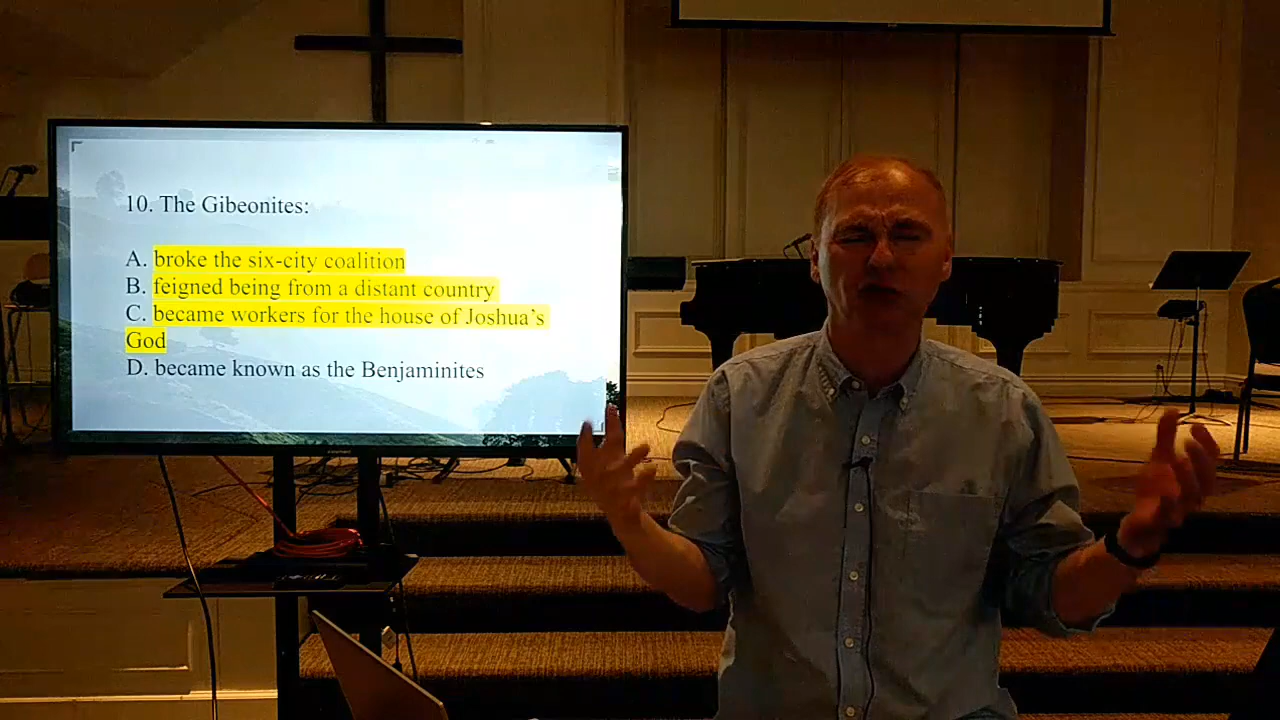 10. The Gibeonites:
A. broke the six-city coalition
B. feigned being from a distant country
C. became workers for the house of Joshua's
God
D. became known as the Benjaminites